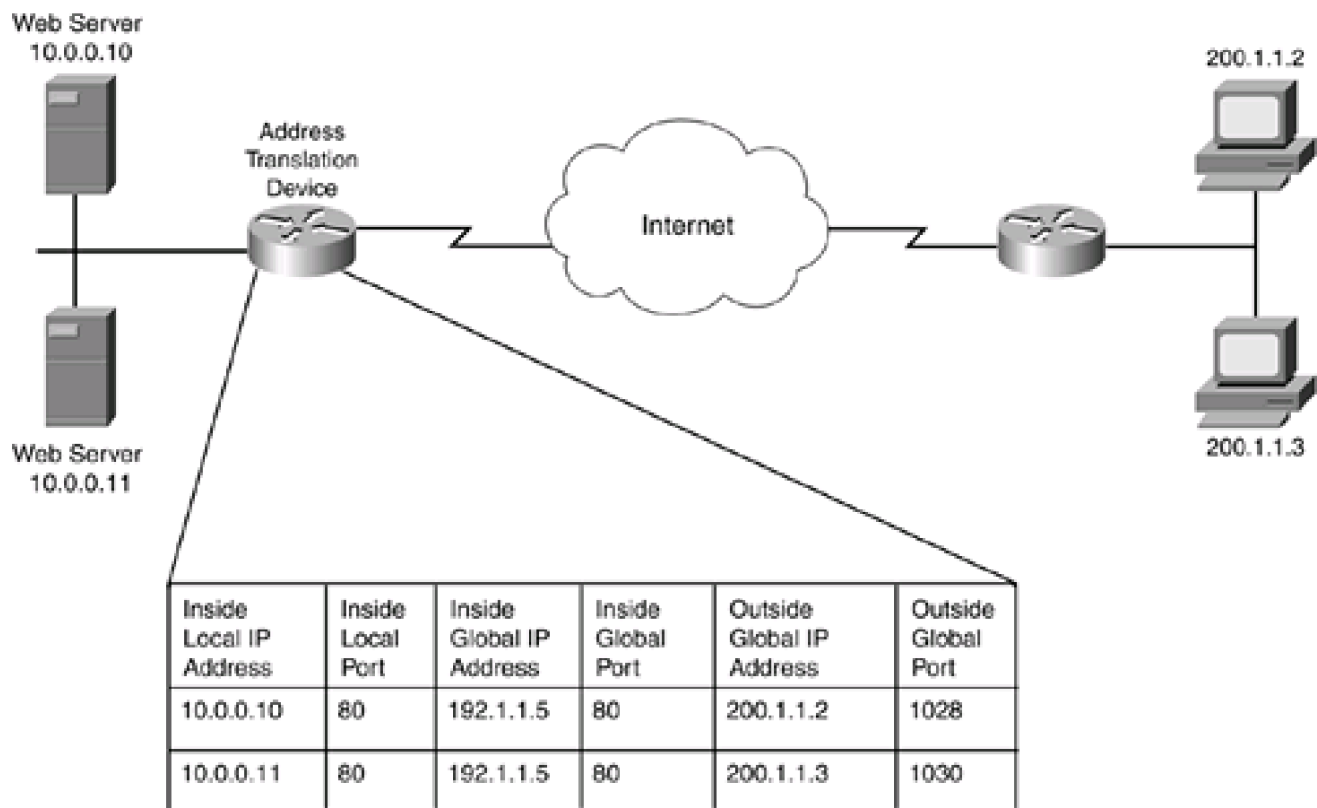 Web Server
10.0.0.10
200.1.1.2
Address
Translation
Device
Internet
Web Server
10.0.0.11
200.1.1.3
Inside Local IP Address
Inside Local Port
Inside Global IP Address
Inside Global Port
Outside Global IP Address
Outside Global Port
10.0.0.10 80 192.1.1.5 80 200.1.1.2 1028
10.0.0.11 80 192.1.1.5 80 200.1.1.3 1030